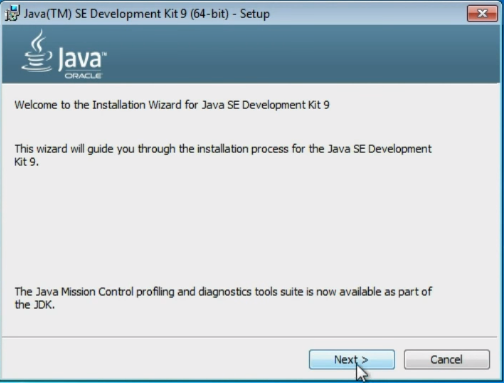 Java(TM) SE Development Kit 9 (64-bit) - Setup
Java™
ORACLE
Welcome to the Installation Wizard for Java SE Development Kit 9
This wizard will guide you through the installation process for the Java SE Development
Kit 9.
The Java Mission Control profiling and diagnostics tools suite is now available as part of
the JDK.
Next >
Cancel